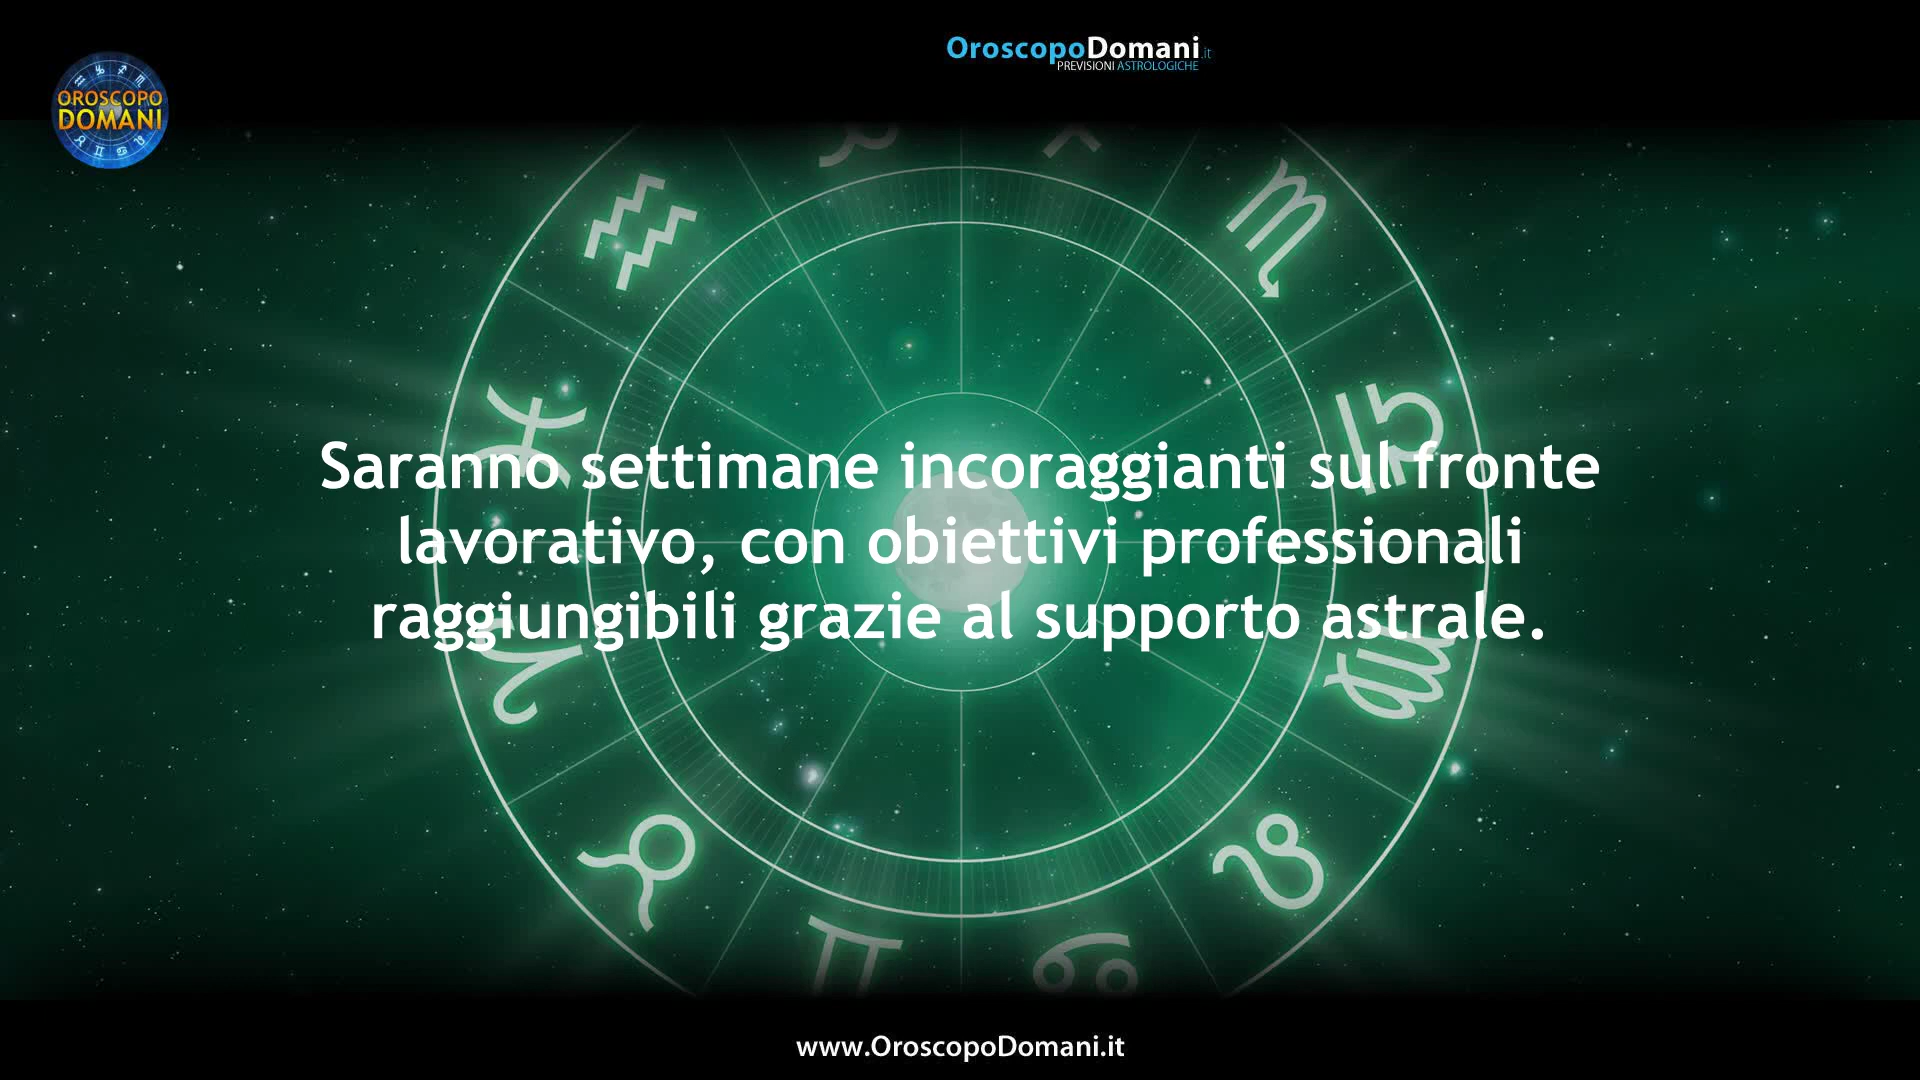 OroscopoDomani.it
PREVISIONI ASTROLOGICHE
OROSCOPO
DOMANI
Saranno settimane incoraggianti sul fronte
lavorativo, con obiettivi professionali
raggiungibili grazie al supporto astrale.
www.OroscopoDomani.it